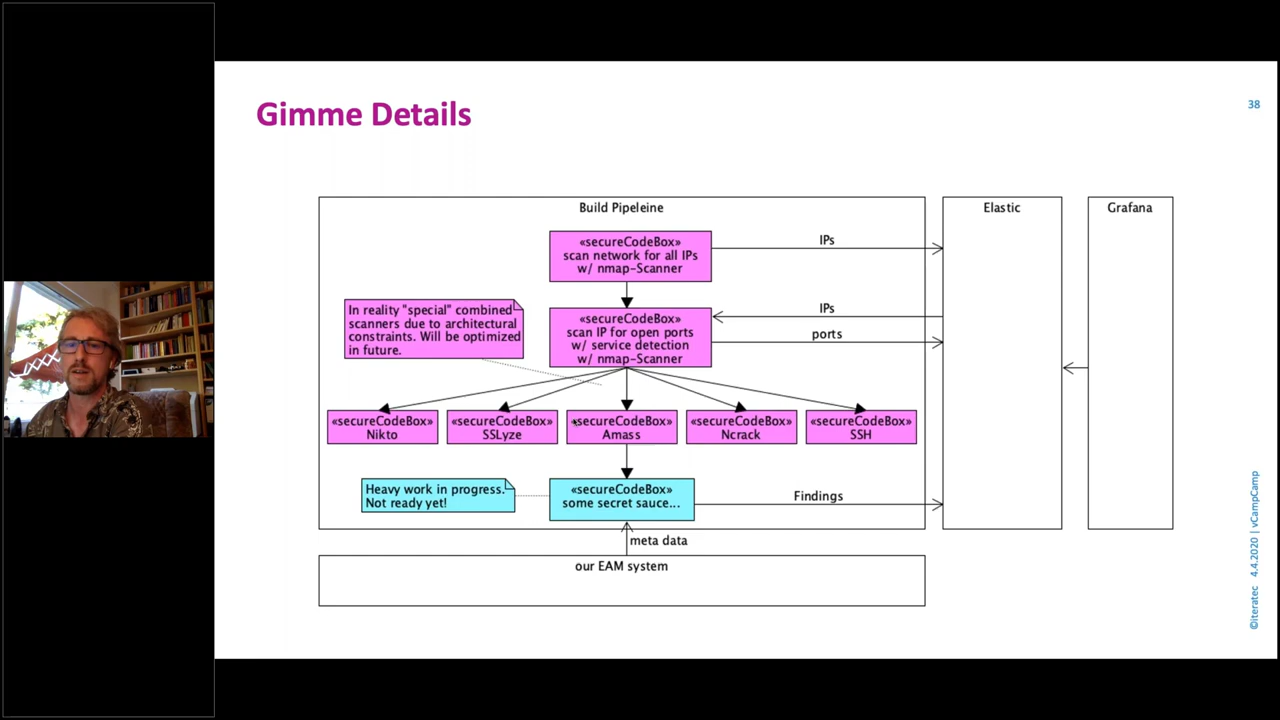 Gimme Details
38
Build Pipeleine
Elastic
Grafana
«secureCodeBox»
scan network for all IPs
w/ nmap-Scanner
IPs
In reality "special" combined
scanners due to architectural
constraints. Will be optimized
in future.
«secureCodeBox»
scan IP for open ports
w/ service detection
w/ nmap-Scanner
IPs
ports
«secureCodeBox»
Nikto
«secureCodeBox»
SSLyze
«secureCodeBox»
Amass
«secureCodeBox»
Ncrack
«secureCodeBox»
SSH
Heavy work in progress.
Not ready yet!
«secureCodeBox»
some secret sauce...
Findings
meta data
our EAM system
©iteratec 4.4.2020 | vCampCamp